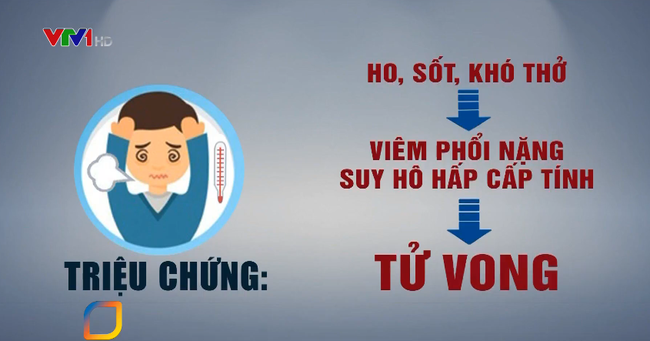 VTV1 HD
HO, SỐT, KHÓ THỞ
VIÊM PHỔI NẶNG
SUY HÔ HẤP CẤP TÍNH
TRIỆU CHỨNG:
TỬ VONG